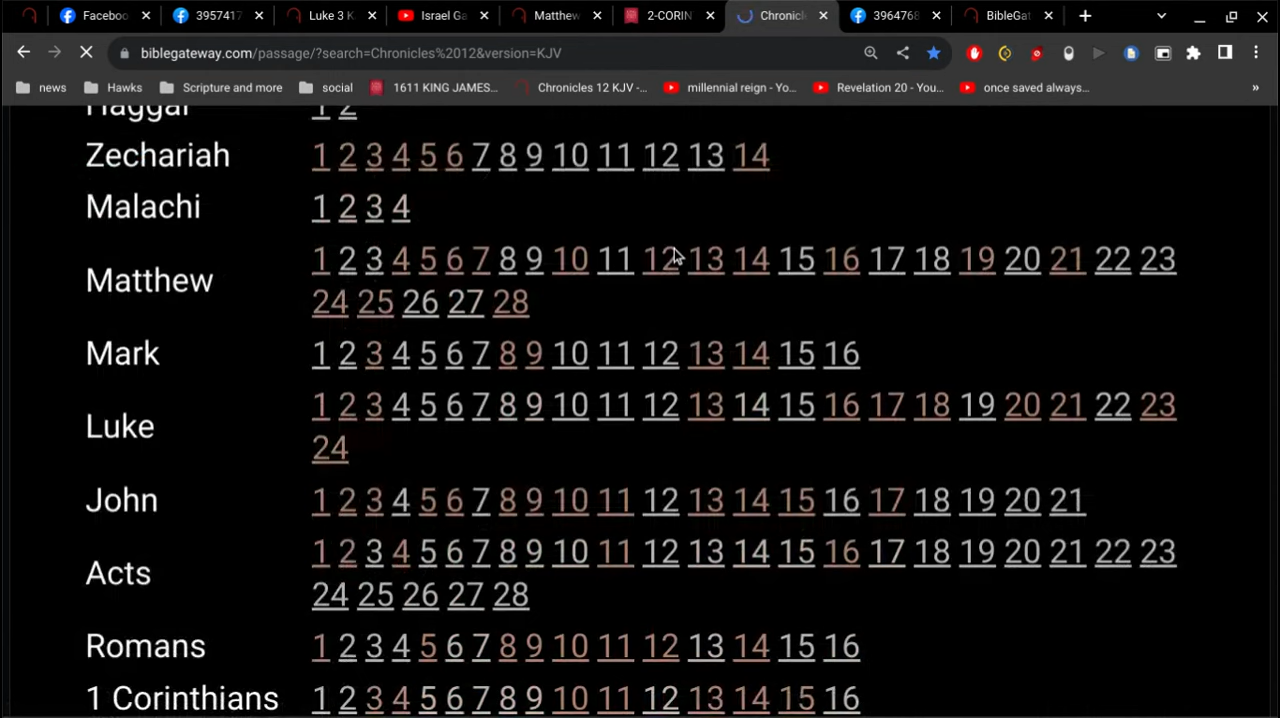 Faceboo
3957417
Luke 3 K
Israel Ga
Matthew
2-CORIN
Chronicl
3964768
BibleGat
biblegateway.com/passage/?search=Chronicles%2012&version=KJV
news
Hawks
Scripture and more
social
1611 KING JAMES...
Chronicles 12 KJV -...
millennial reign - Yo...
Revelation 20 - You...
once saved always...
»
Haggai 1 2
Zechariah 1 2 3 4 5 6 7 8 9 10 11 12 13 14
Malachi 1 2 3 4
Matthew 1 2 3 4 5 6 7 8 9 10 11 12 13 14 15 16 17 18 19 20 21 22 23
24 25 26 27 28
Mark 1 2 3 4 5 6 7 8 9 10 11 12 13 14 15 16
Luke 1 2 3 4 5 6 7 8 9 10 11 12 13 14 15 16 17 18 19 20 21 22 23
24
John 1 2 3 4 5 6 7 8 9 10 11 12 13 14 15 16 17 18 19 20 21
Acts 1 2 3 4 5 6 7 8 9 10 11 12 13 14 15 16 17 18 19 20 21 22 23
24 25 26 27 28
Romans 1 2 3 4 5 6 7 8 9 10 11 12 13 14 15 16
1 Corinthians 1 2 3 4 5 6 7 8 9 10 11 12 13 14 15 16